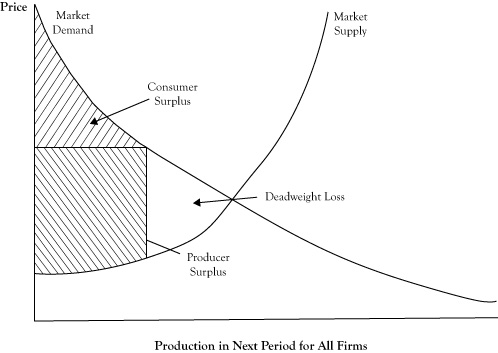 Price
Market
Demand
Market
Supply
Consumer
Surplus
Deadweight Loss
Producer
Surplus
Production in Next Period for All Firms